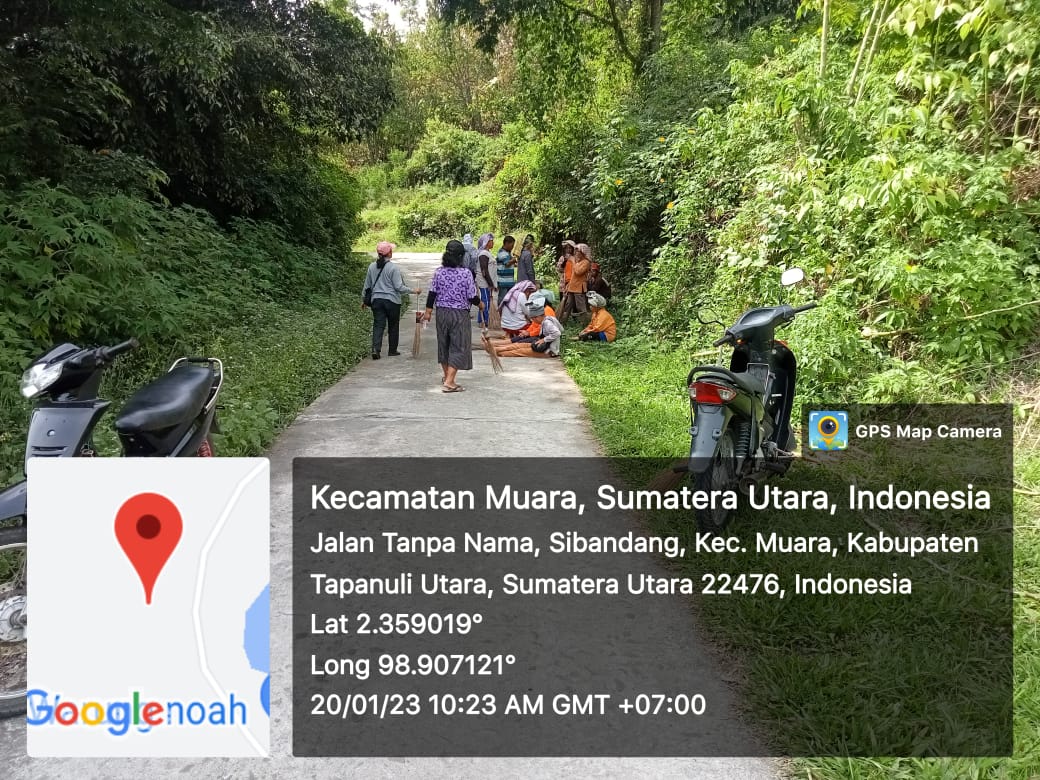 GPS Map Camera
Kecamatan Muara, Sumatera Utara, Indonesia
Jalan Tanpa Nama, Sibandang, Kec. Muara, Kabupaten
Tapanuli Utara, Sumatera Utara 22476, Indonesia
Lat 2.359019°
Long 98.907121°
20/01/23 10:23 AM GMT +07:00
Google
noah